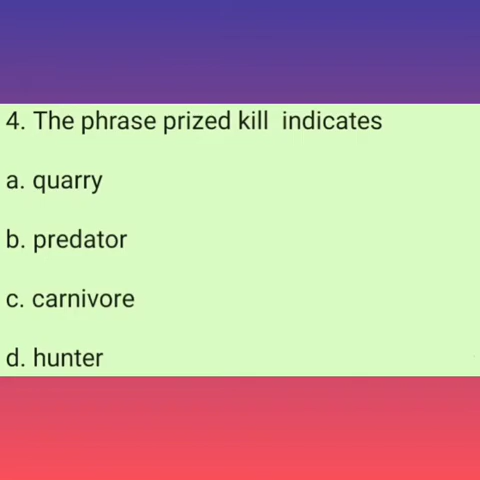 4. The phrase prized kill indicates
a. quarry
b. predator
c. carnivore
d. hunter